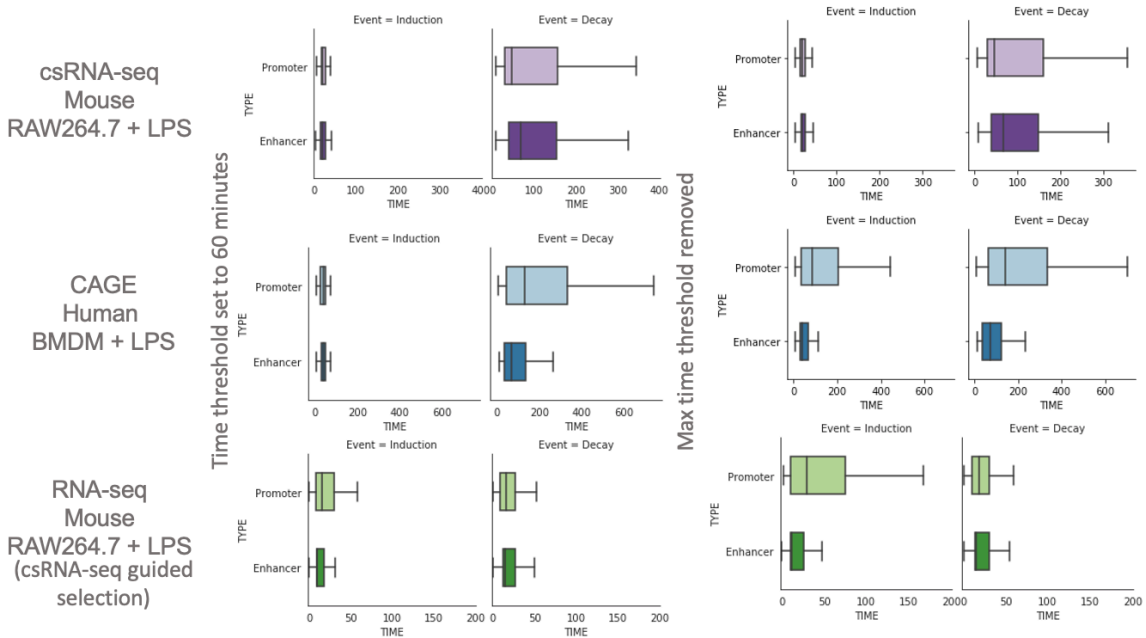 csRNA-seq
Mouse
RAW264.7 + LPS
Time threshold set to 60 minutes
Event = Induction
Event = Decay
Promoter
Enhancer
TYPE
0 100 200 300 400
TIME
0 100 200 300 400
TIME
Max time threshold removed
Event = Induction
Event = Decay
Promoter
Enhancer
TYPE
0 100 200 300
TIME
0 100 200 300
TIME
CAGE
Human
BMDM + LPS
Event = Induction
Event = Decay
Promoter
Enhancer
TYPE
0 200 400 600
TIME
0 200 400 600
TIME
Event = Induction
Event = Decay
Promoter
Enhancer
TYPE
0 200 400 600
TIME
0 200 400 600
TIME
RNA-seq
Mouse
RAW264.7 + LPS
(csRNA-seq guided
selection)
Event = Induction
Event = Decay
Promoter
Enhancer
TYPE
0 50 100 150 200
TIME
0 50 100 150 200
TIME
Event = Induction
Event = Decay
Promoter
Enhancer
TYPE
0 50 100 150 200
TIME
0 50 100 150 200
TIME